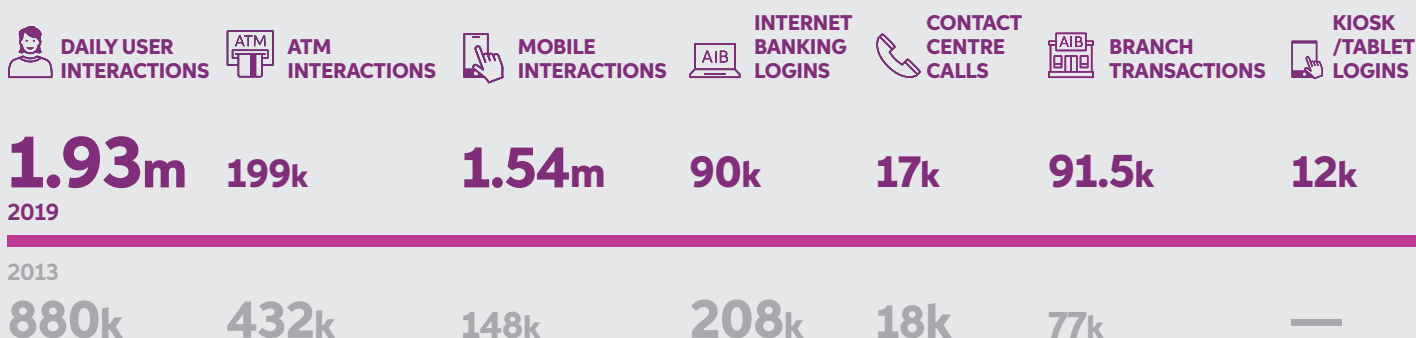 DAILY USER
INTERACTIONS
ATM
ATM
INTERACTIONS
MOBILE
INTERACTIONS
AIB
INTERNET
BANKING
LOGINS
CONTACT
CENTRE
CALLS
AIB
BRANCH
TRANSACTIONS
KIOSK
/TABLET
LOGINS
1.93m 199k 1.54m 90k 17k 91.5k 12k
2019
2013
880k 432k 148k 208k 18k 77k —